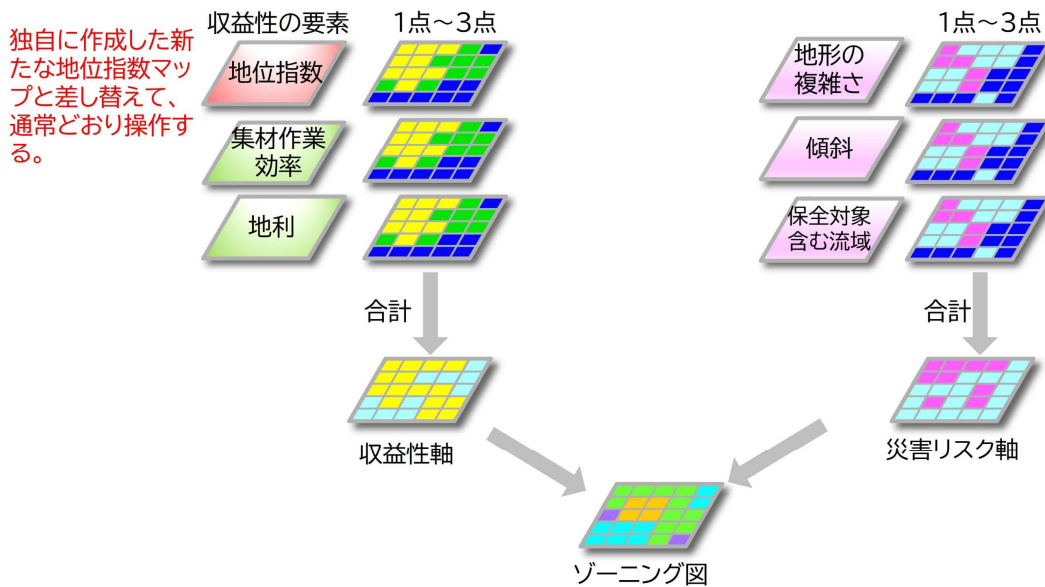 収益性の要素
1点～3点
1点～3点
独自に作成した新
たな地位指数マッ
プと差し替えて、
通常どおり操作す
る。
地位指数
集材作業
効率
地利
地形の
複雑さ
傾斜
保全対象
含む流域
合計
合計
収益性軸
災害リスク軸
ゾーニング図